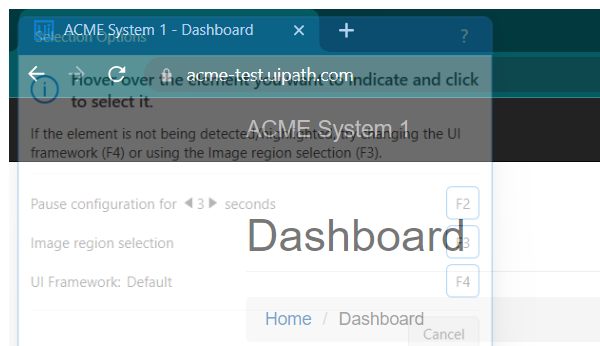 ACME System 1 - Dashboard
Selection Options
?
acme-test.uipath.com
Hover over the element you want to indicate and click
to select it.
ACME System 1
If the element is not being detected/highlighted, try changing the UI
framework (F4) or using the Image region selection (F3).
Pause configuration for 3 seconds F2
Dashboard
Image region selection F3
UI Framework: Default F4
Home / Dashboard
Cancel